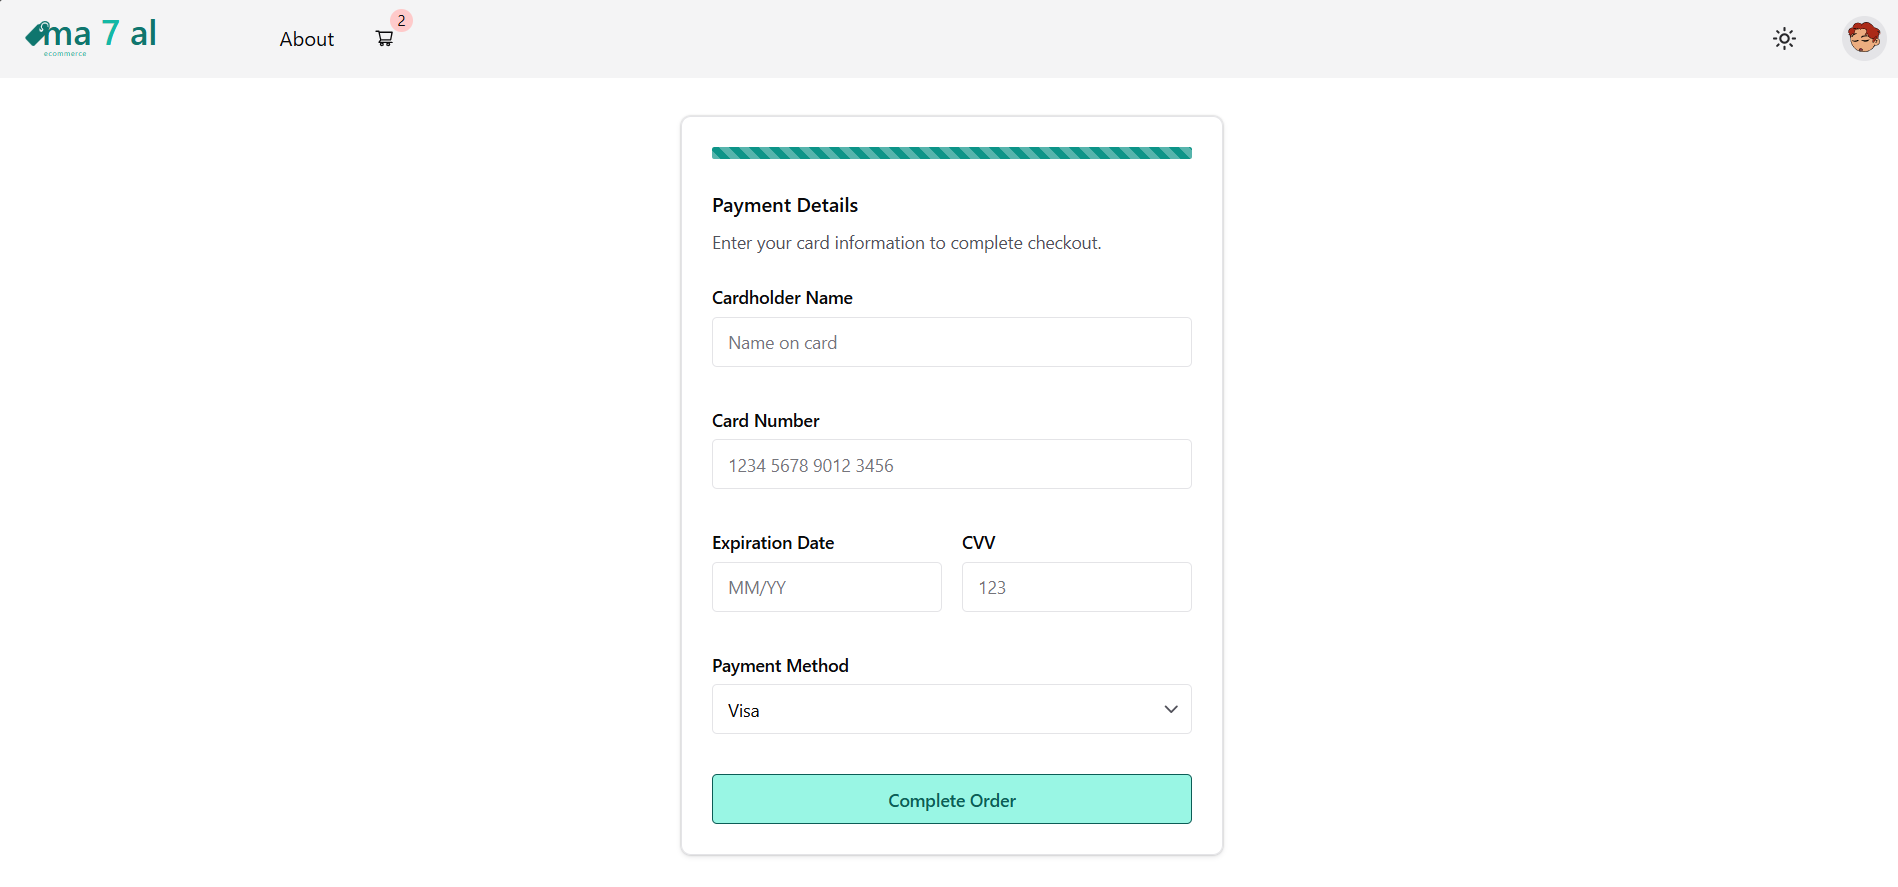 ma 7 al
ecommerce
About
2
Payment Details
Enter your card information to complete checkout.
Cardholder Name
Name on card
Card Number
1234 5678 9012 3456
Expiration Date
CVV
MM/YY
123
Payment Method
Visa
Complete Order